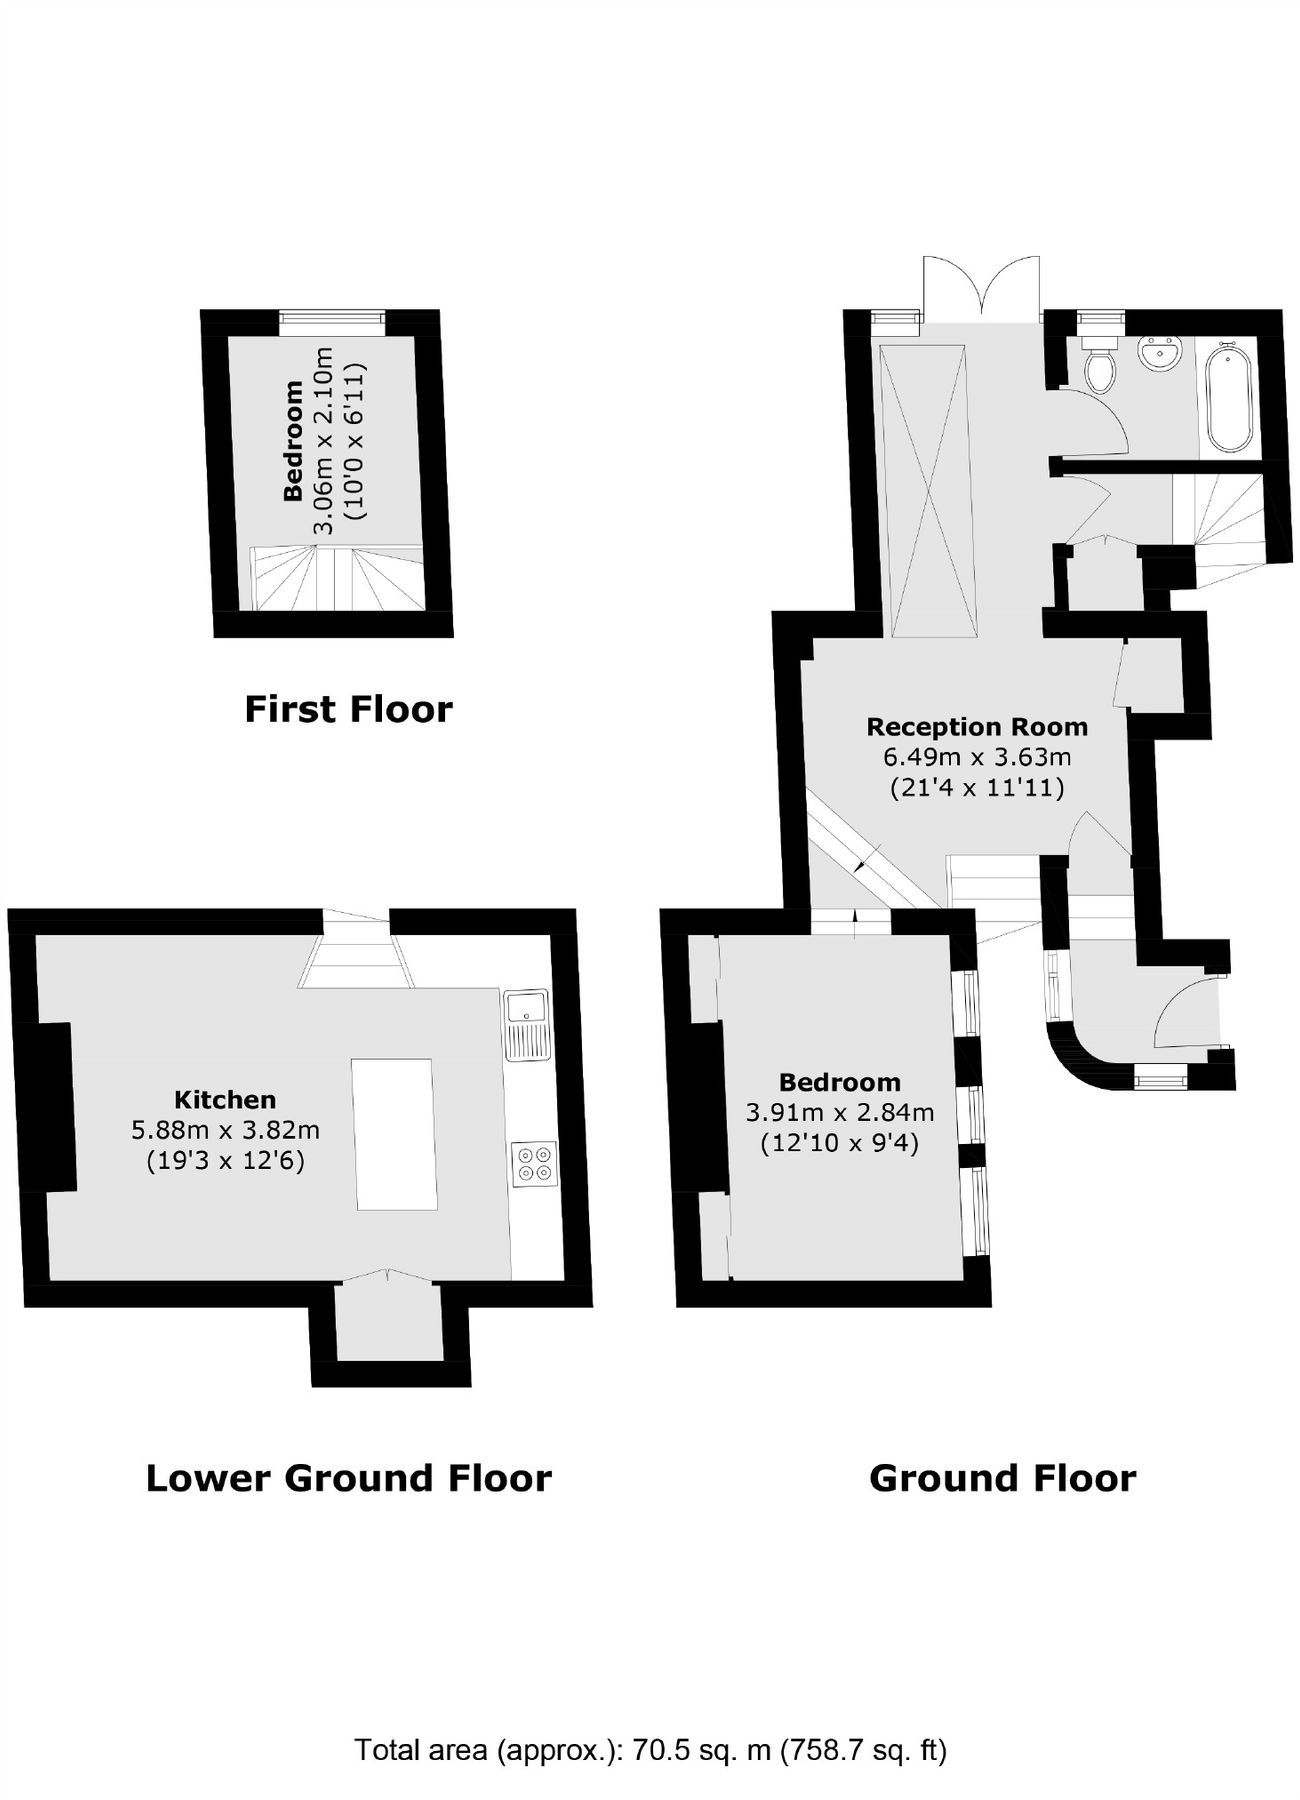 Bedroom
3.06m x 2.10m
(10'0 x 6'11)
First Floor
Reception Room
6.49m x 3.63m
(21'4 x 11'11)
Kitchen
5.88m x 3.82m
(19'3 x 12'6)
Bedroom
3.91m x 2.84m
(12'10 x 9'4)
Lower Ground Floor
Ground Floor
Total area (approx.): 70.5 sq. m (758.7 sq. ft)